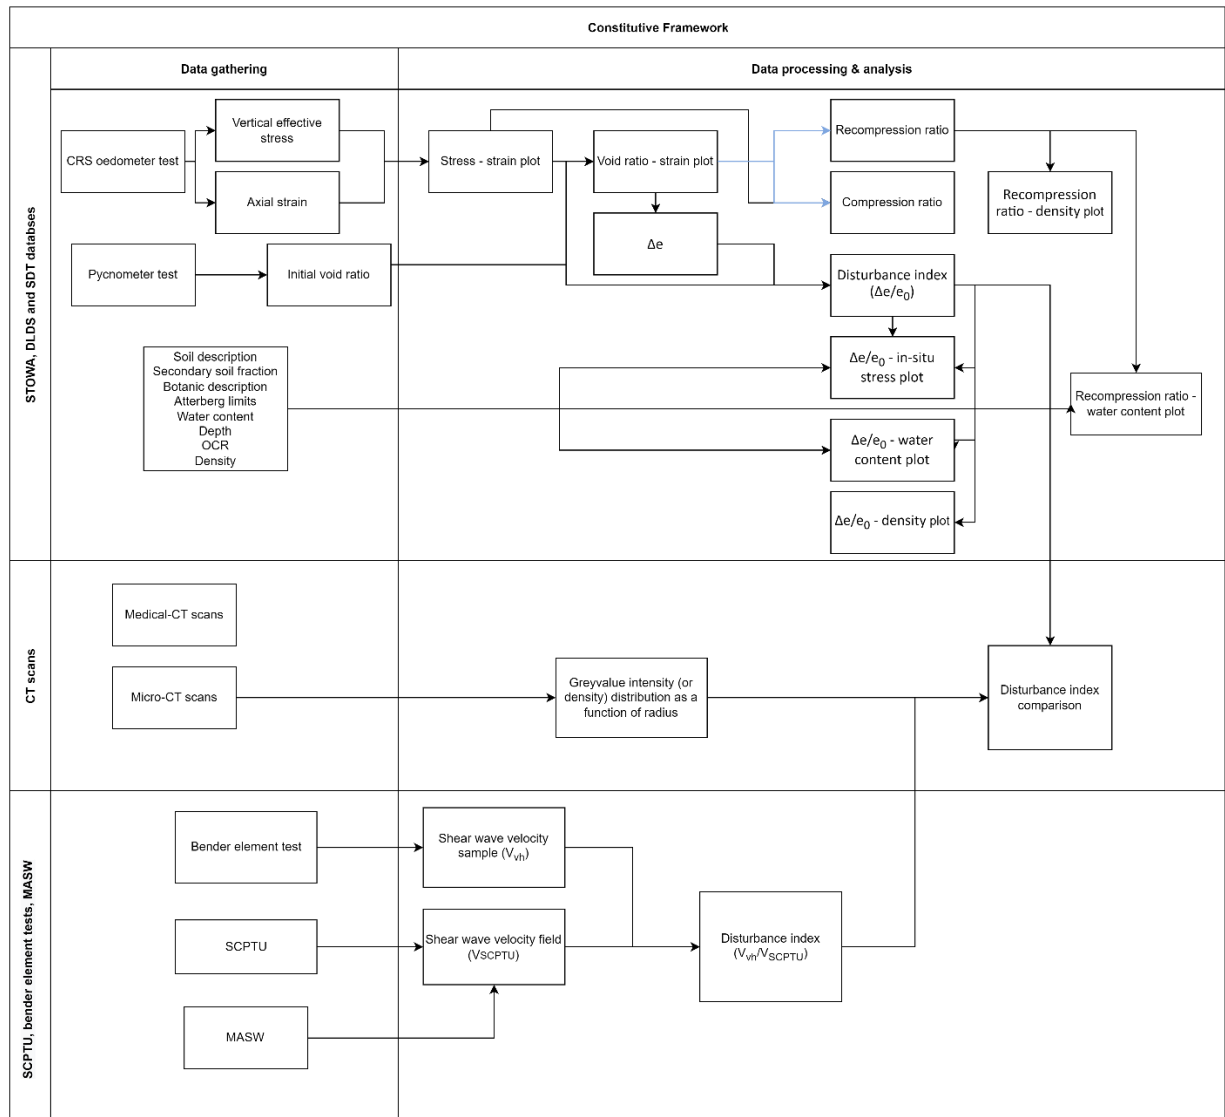 Constitutive Framework
Data gathering
Data processing & analysis
STOWA, DLDS and SDT databses
CRS oedometer test
Vertical effective
stress
Axial strain
Stress - strain plot
Void ratio - strain plot
Recompression ratio
Compression ratio
Recompression
ratio - density plot
Δe
Pycnometer test
Initial void ratio
Disturbance index
(Δe/e₀)
Soil description
Secondary soil fraction
Botanic description
Atterberg limits
Water content
Depth
OCR
Density
Δe/e₀ - in-situ
stress plot
Recompression ratio -
water content plot
Δe/e₀ - water
content plot
Δe/e₀ - density plot
CT scans
Medical-CT scans
Micro-CT scans
Greyvalue intensity (or
density) distribution as a
function of radius
Disturbance index
comparison
SCPTU, bender element tests, MASW
Bender element test
Shear wave velocity
sample (Vvh)
SCPTU
Shear wave velocity field
(VSCPTU)
Disturbance index
(Vvh/VSCPTU)
MASW